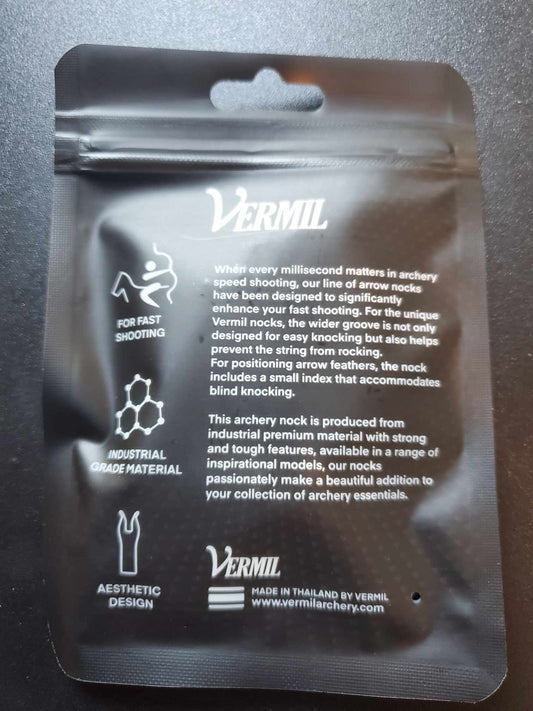 VERMIL
When every millisecond matters in archery
speed shooting, our line of arrow nocks
have been designed to significantly
enhance your fast shooting. For the unique
Vermil nocks, the wider groove is not only
designed for easy knocking but also helps
prevent the string from rocking.
For positioning arrow feathers, the nock
includes a small index that accommodates
blind knocking.
This archery nock is produced from
industrial premium material with strong
and tough features, available in a range of
inspirational models, our nocks
passionately make a beautiful addition to
your collection of archery essentials.
FOR FAST
SHOOTING
INDUSTRIAL
GRADE MATERIAL
AESTHETIC
DESIGN
VERMIL
MADE IN THAILAND BY VERMIL
www.vermilarchery.com